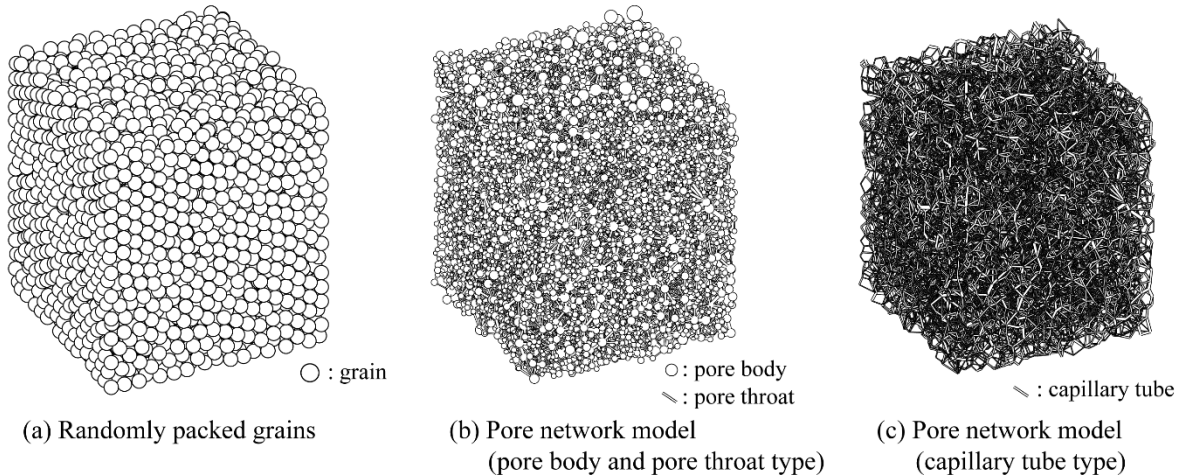 : grain
: pore body
: pore throat
: capillary tube
(a) Randomly packed grains
(b) Pore network model
(pore body and pore throat type)
(c) Pore network model
(capillary tube type)